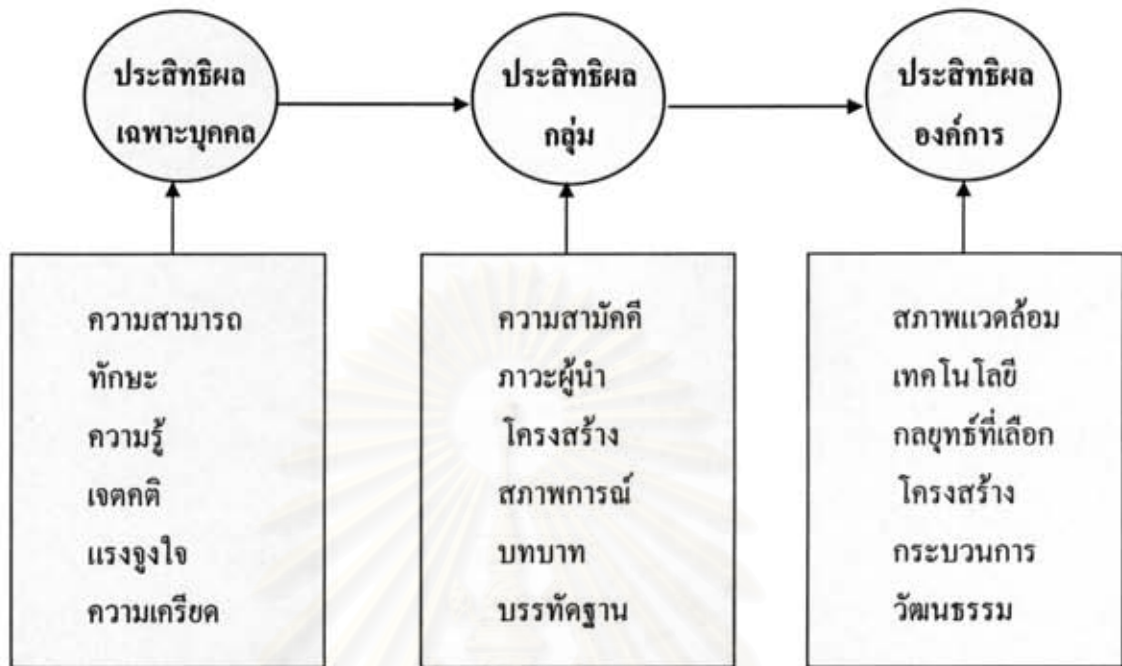 ประสิทธิผล
เฉพาะบุคคล
ประสิทธิผล
กลุ่ม
ประสิทธิผล
องค์การ
ความสามารถ
ทักษะ
ความรู้
เจตคติ
แรงจูงใจ
ความเครียด
ความสามัคคี
ภาวะผู้นำ
โครงสร้าง
สภาพการณ์
บทบาท
บรรทัดฐาน
สภาพแวดล้อม
เทคโนโลยี
กลยุทธ์ที่เลือก
โครงสร้าง
กระบวนการ
วัฒนธรรม